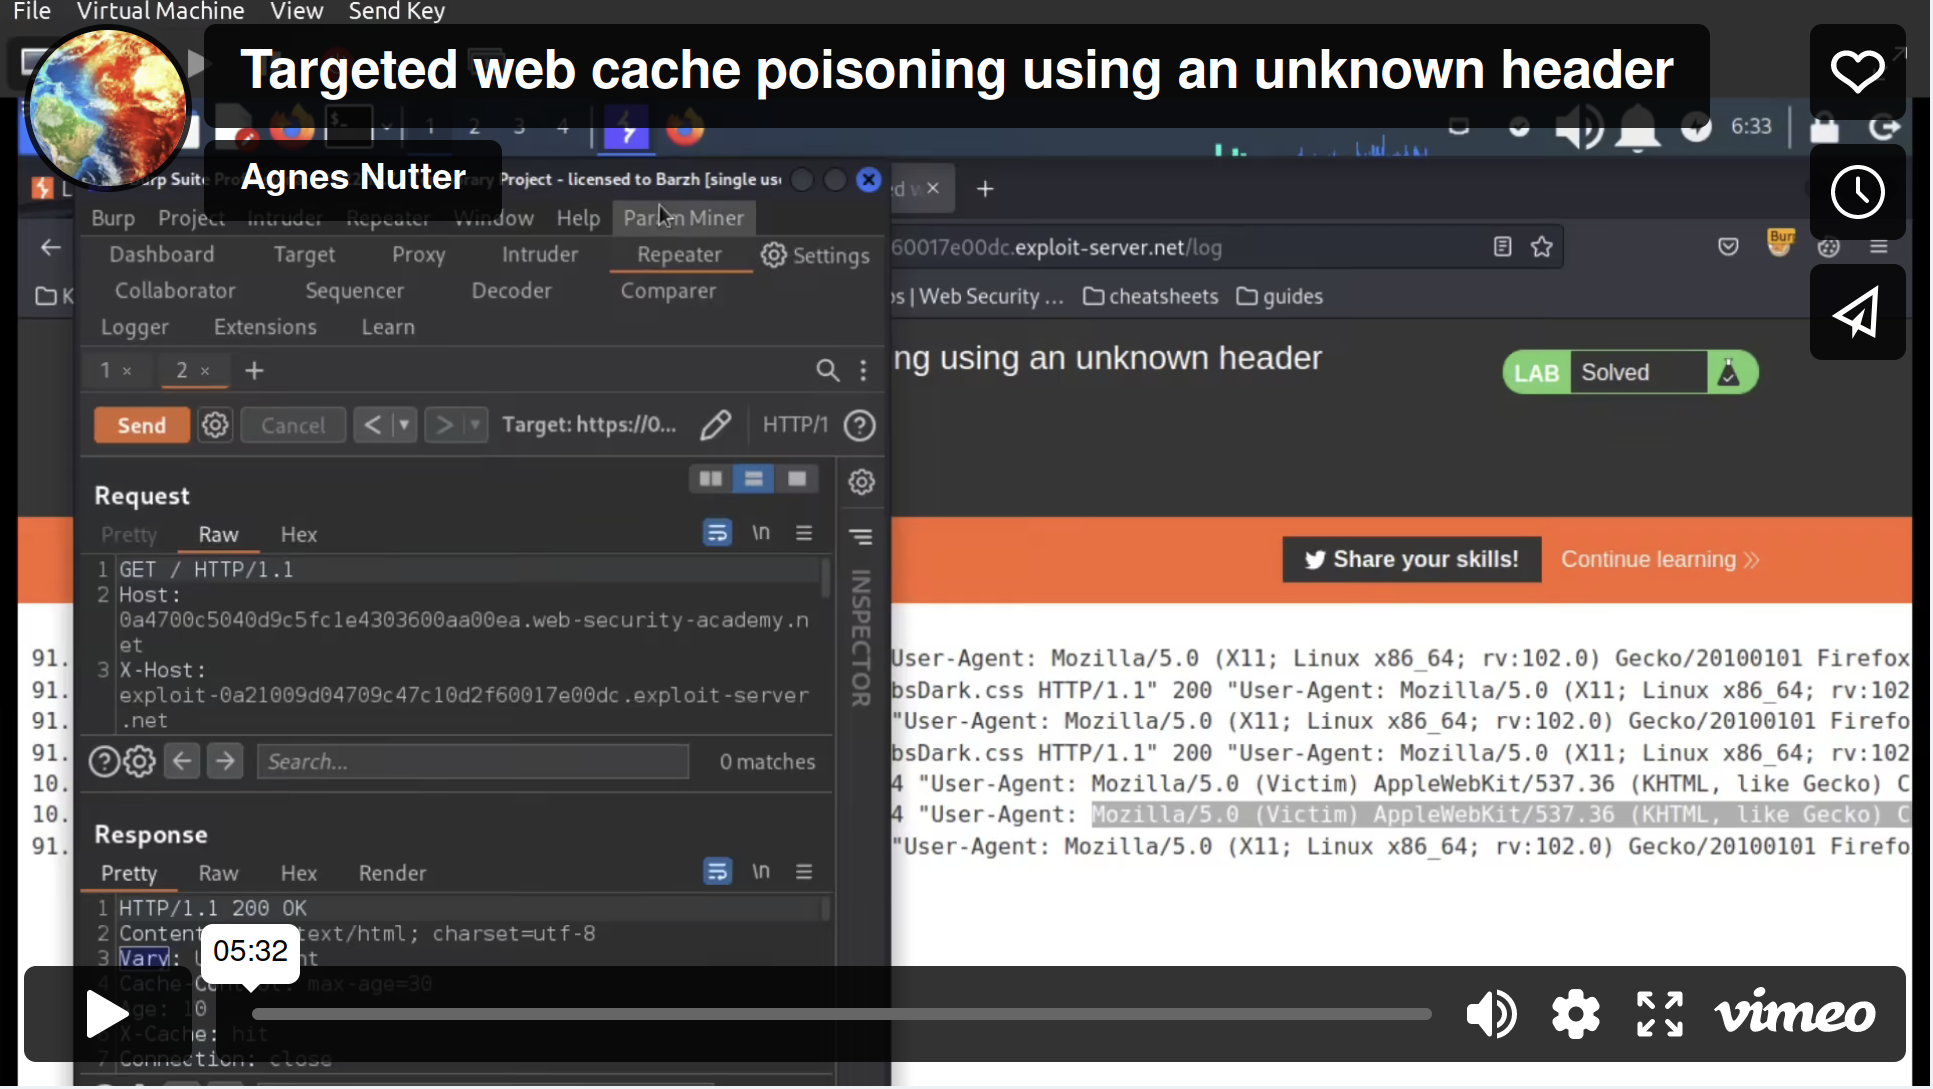 File Virtual Machine View Send Key
Targeted web cache poisoning using an unknown header
Agnes Nutter
1 2 3 4
6:33
Project - licensed to Barzh [single us
Burp Project Intruder Repeater Window Help Param Miner
Dashboard Target Proxy Intruder Repeater Settings
Collaborator Sequencer Decoder Comparer
Logger Extensions Learn
60017e00dc.exploit-server.net/log
| Web Security ... cheatsheets guides
1 × 2 × +
Send Cancel < > Target: https://0... HTTP/1 ?
ng using an unknown header
LAB Solved
Request
Pretty Raw Hex \n
INSPECTOR
1 GET / HTTP/1.1
2 Host:
0a4700c5040d9c5fc1e4303600aa00ea.web-security-academy.n
et
3 X-Host:
exploit-0a21009d04709c47c10d2f60017e00dc.exploit-server
.net
Search... 0 matches
Share your skills! Continue learning
91. User-Agent: Mozilla/5.0 (X11; Linux x86_64; rv:102.0) Gecko/20100101 Firefox
91. bsDark.css HTTP/1.1" 200 "User-Agent: Mozilla/5.0 (X11; Linux x86_64; rv:102
91. "User-Agent: Mozilla/5.0 (X11; Linux x86_64; rv:102.0) Gecko/20100101 Firefo
91. bsDark.css HTTP/1.1" 200 "User-Agent: Mozilla/5.0 (X11; Linux x86_64; rv:102
10. 4 "User-Agent: Mozilla/5.0 (Victim) AppleWebKit/537.36 (KHTML, like Gecko) C
10. 4 "User-Agent: Mozilla/5.0 (Victim) AppleWebKit/537.36 (KHTML, like Gecko) C
91. "User-Agent: Mozilla/5.0 (X11; Linux x86_64; rv:102.0) Gecko/20100101 Firefo
Response
Pretty Raw Hex Render \n
1 HTTP/1.1 200 OK
2 Content text/html; charset=utf-8
3 Vary:
4 Cache-Control: max-age=30
Age: 10
X-Cache: hit
7 Connection: close
05:32
vimeo